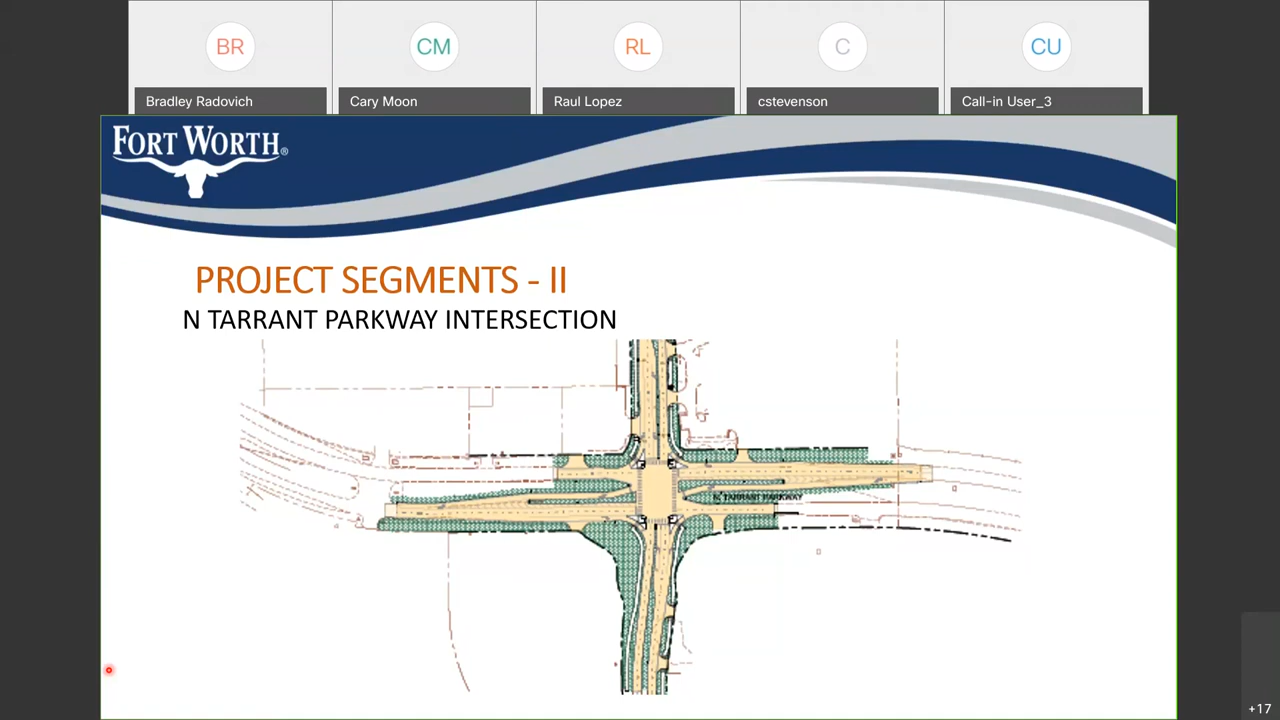 BR
CM
RL
C
CU
Bradley Radovich
Cary Moon
Raul Lopez
cstevenson
Call-in User_3
FORT WORTH®
PROJECT SEGMENTS - II
N TARRANT PARKWAY INTERSECTION
N TARRANT PARKWAY
+17